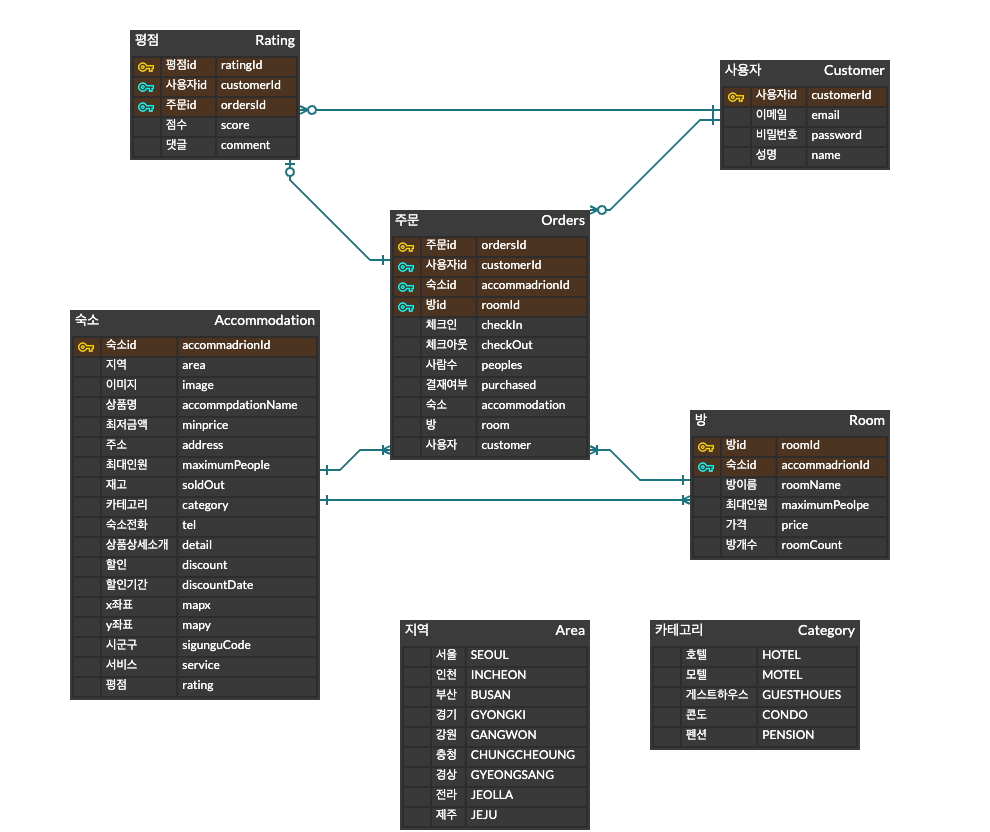 평점 Rating
평점id ratingId
사용자id customerId
주문id ordersId
점수 score
댓글 comment
사용자 Customer
사용자id customerId
이메일 email
비밀번호 password
성명 name
주문 Orders
주문id ordersId
사용자id customerId
숙소id accommadrionId
방id roomId
체크인 checkIn
체크아웃 checkOut
사람수 peoples
결재여부 purchased
숙소 accommodation
방 room
사용자 customer
숙소 Accommodation
숙소id accommadrionId
지역 area
이미지 image
상품명 accommpdationName
최저금액 minprice
주소 address
최대인원 maximumPeople
재고 soldOut
카테고리 category
숙소전화 tel
상품상세소개 detail
할인 discount
할인기간 discountDate
x좌표 mapx
y좌표 mapy
시군구 sigunguCode
서비스 service
평점 rating
방 Room
방id roomId
숙소id accommadrionId
방이름 roomName
최대인원 maximumPeolpe
가격 price
방개수 roomCount
지역 Area
서울 SEOUL
인천 INCHEON
부산 BUSAN
경기 GYONGKI
강원 GANGWON
충청 CHUNGCHEOUNG
경상 GYEONGSANG
전라 JEOLLA
제주 JEJU
카테고리 Category
호텔 HOTEL
모텔 MOTEL
게스트하우스 GUESTHOUES
콘도 CONDO
펜션 PENSION